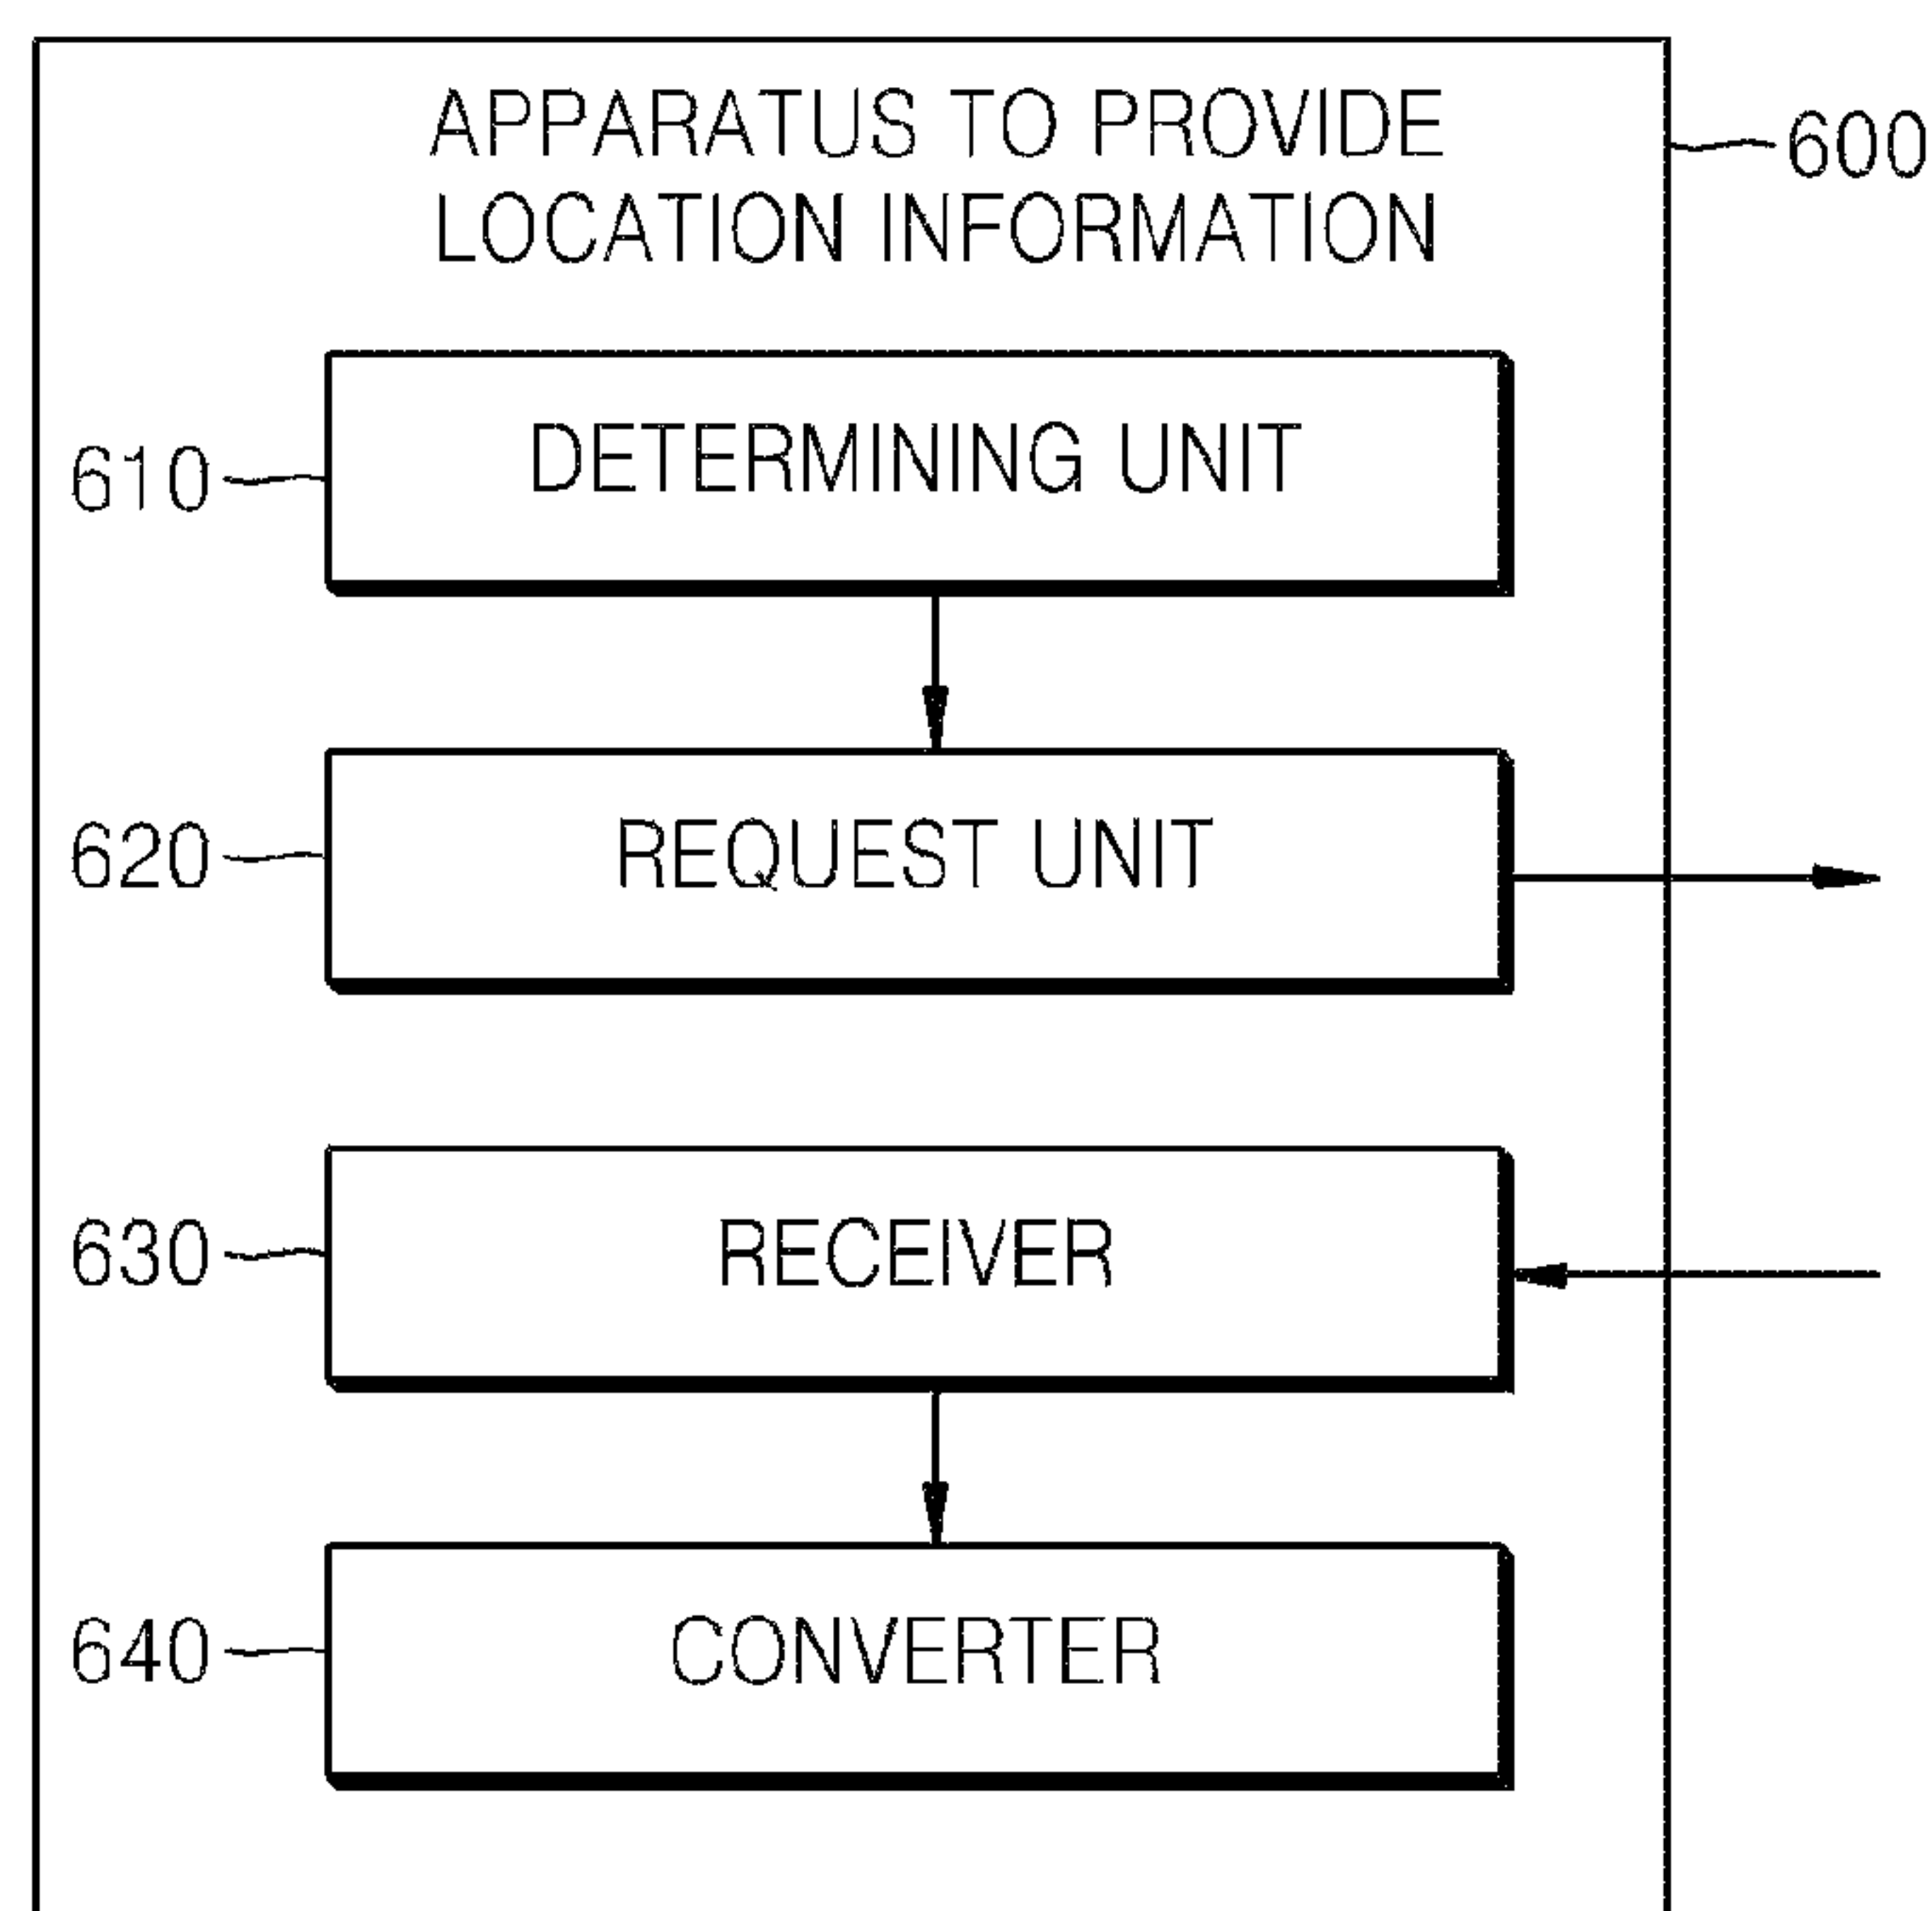 APPARATUS TO PROVIDE
LOCATION INFORMATION
600
610
DETERMINING UNIT
620
REQUEST UNIT
630
RECEIVER
640
CONVERTER